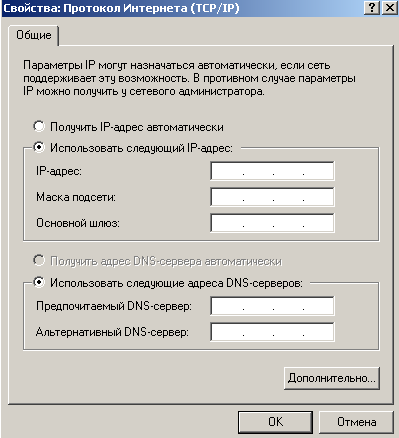 Свойства: Протокол Интернета (TCP/IP)
Общие
Параметры IP могут назначаться автоматически, если сеть
поддерживает эту возможность. В противном случае параметры
IP можно получить у сетевого администратора.
Получить IP-адрес автоматически
Использовать следующий IP-адрес:
IP-адрес:
Маска подсети:
Основной шлюз:
Получить адрес DNS-сервера автоматически
Использовать следующие адреса DNS-серверов:
Предпочитаемый DNS-сервер:
Альтернативный DNS-сервер:
Дополнительно...
OK Отмена